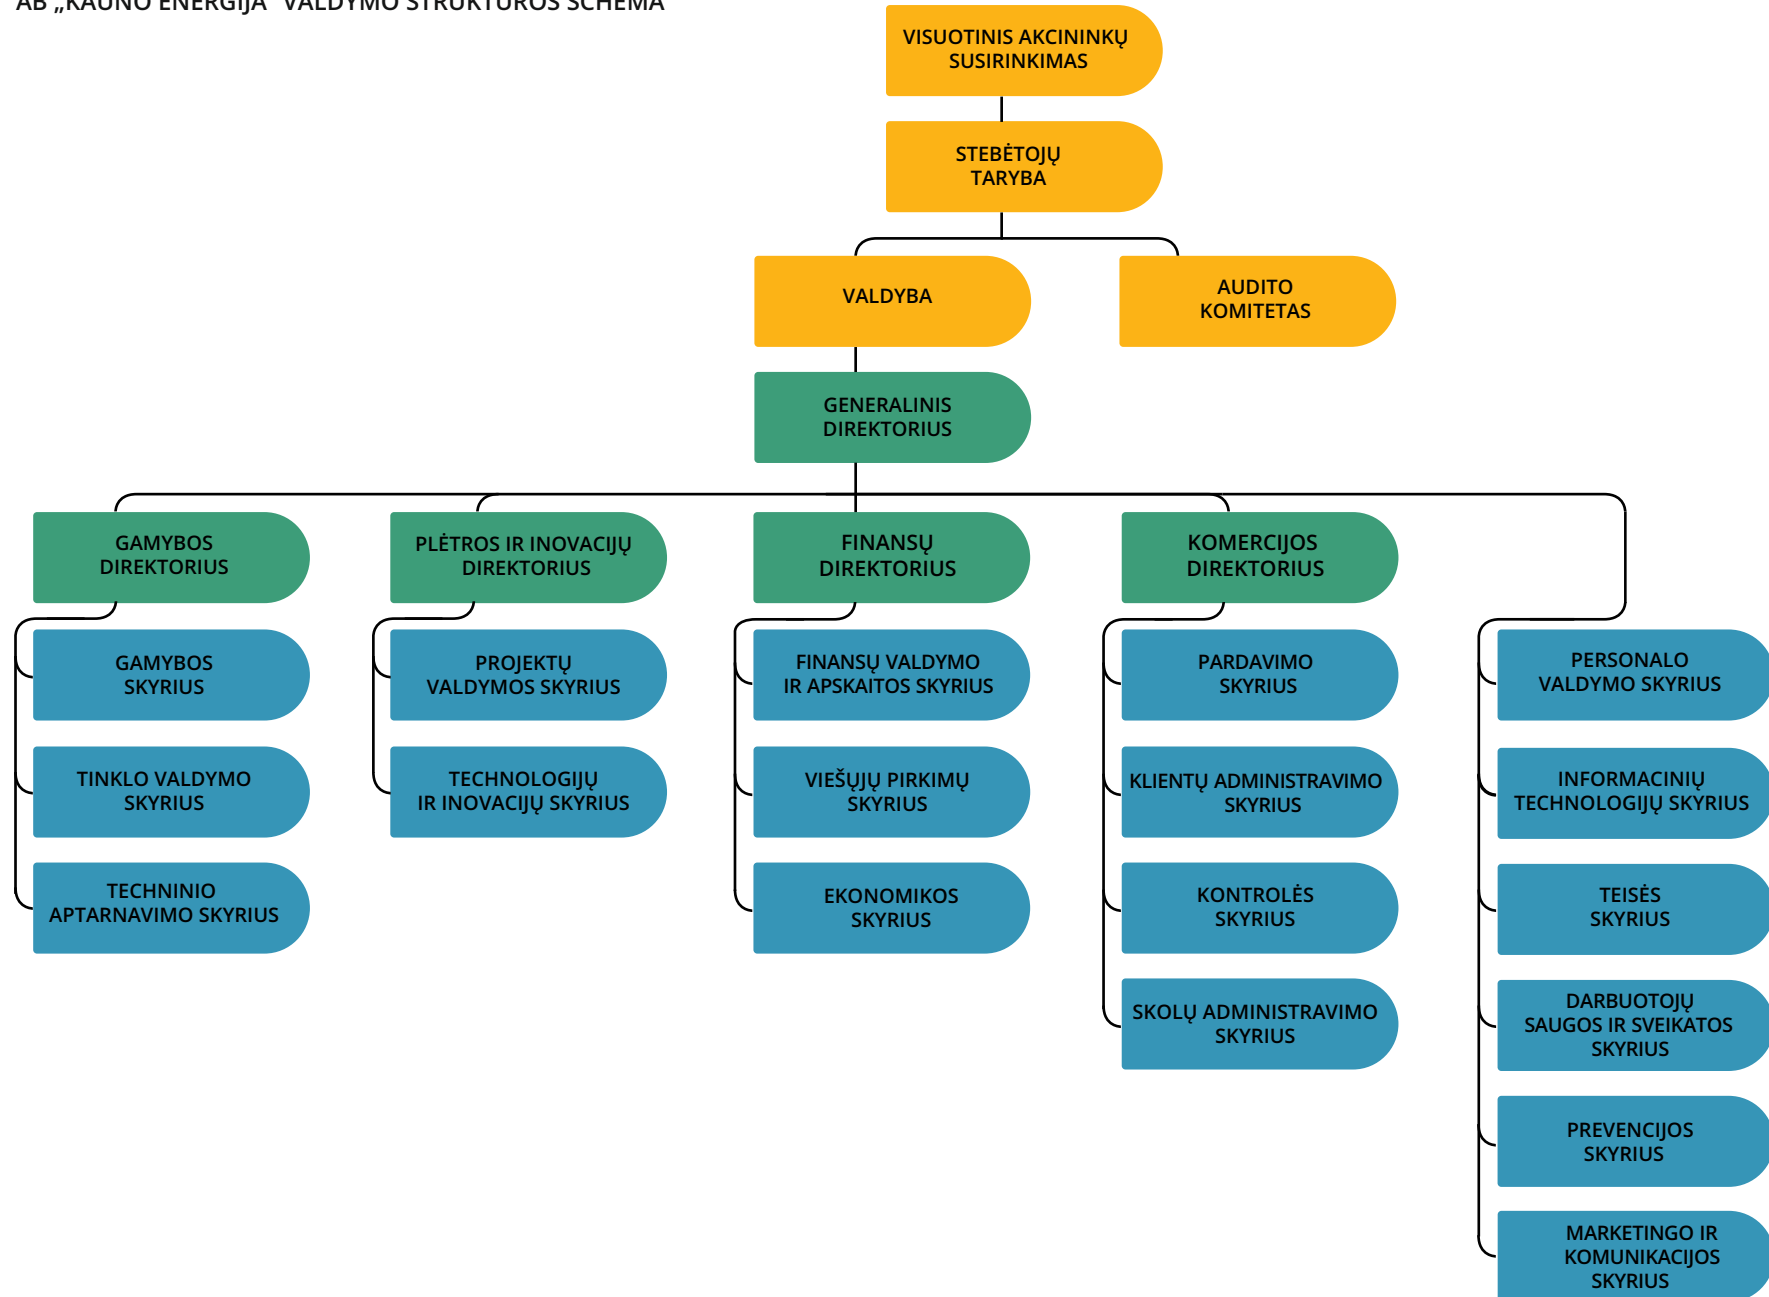 AB „KAUNO ENERGIJA“ VALDYMO STRUKTŪROS SCHEMA
VISUOTINIS AKCININKŲ
SUSIRINKIMAS
STEBĖTOJŲ
TARYBA
VALDYBA
AUDITO
KOMITETAS
GENERALINIS
DIREKTORIUS
GAMYBOS
DIREKTORIUS
PLĖTROS IR INOVACIJŲ
DIREKTORIUS
FINANSŲ
DIREKTORIUS
KOMERCIJOS
DIREKTORIUS
GAMYBOS
SKYRIUS
TINKLO VALDYMO
SKYRIUS
TECHNINIO
APTARNAVIMO SKYRIUS
PROJEKTŲ
VALDYMOS SKYRIUS
TECHNOLOGIJŲ
IR INOVACIJŲ SKYRIUS
FINANSŲ VALDYMO
IR APSKAITOS SKYRIUS
VIEŠŲJŲ PIRKIMŲ
SKYRIUS
EKONOMIKOS
SKYRIUS
PARDAVIMO
SKYRIUS
KLIENTŲ ADMINISTRAVIMO
SKYRIUS
KONTROLĖS
SKYRIUS
SKOLŲ ADMINISTRAVIMO
SKYRIUS
PERSONALO
VALDYMO SKYRIUS
INFORMACINIŲ
TECHNOLOGIJŲ SKYRIUS
TEISĖS
SKYRIUS
DARBUOTOJŲ
SAUGOS IR SVEIKATOS
SKYRIUS
PREVENCIJOS
SKYRIUS
MARKETINGO IR
KOMUNIKACIJOS
SKYRIUS